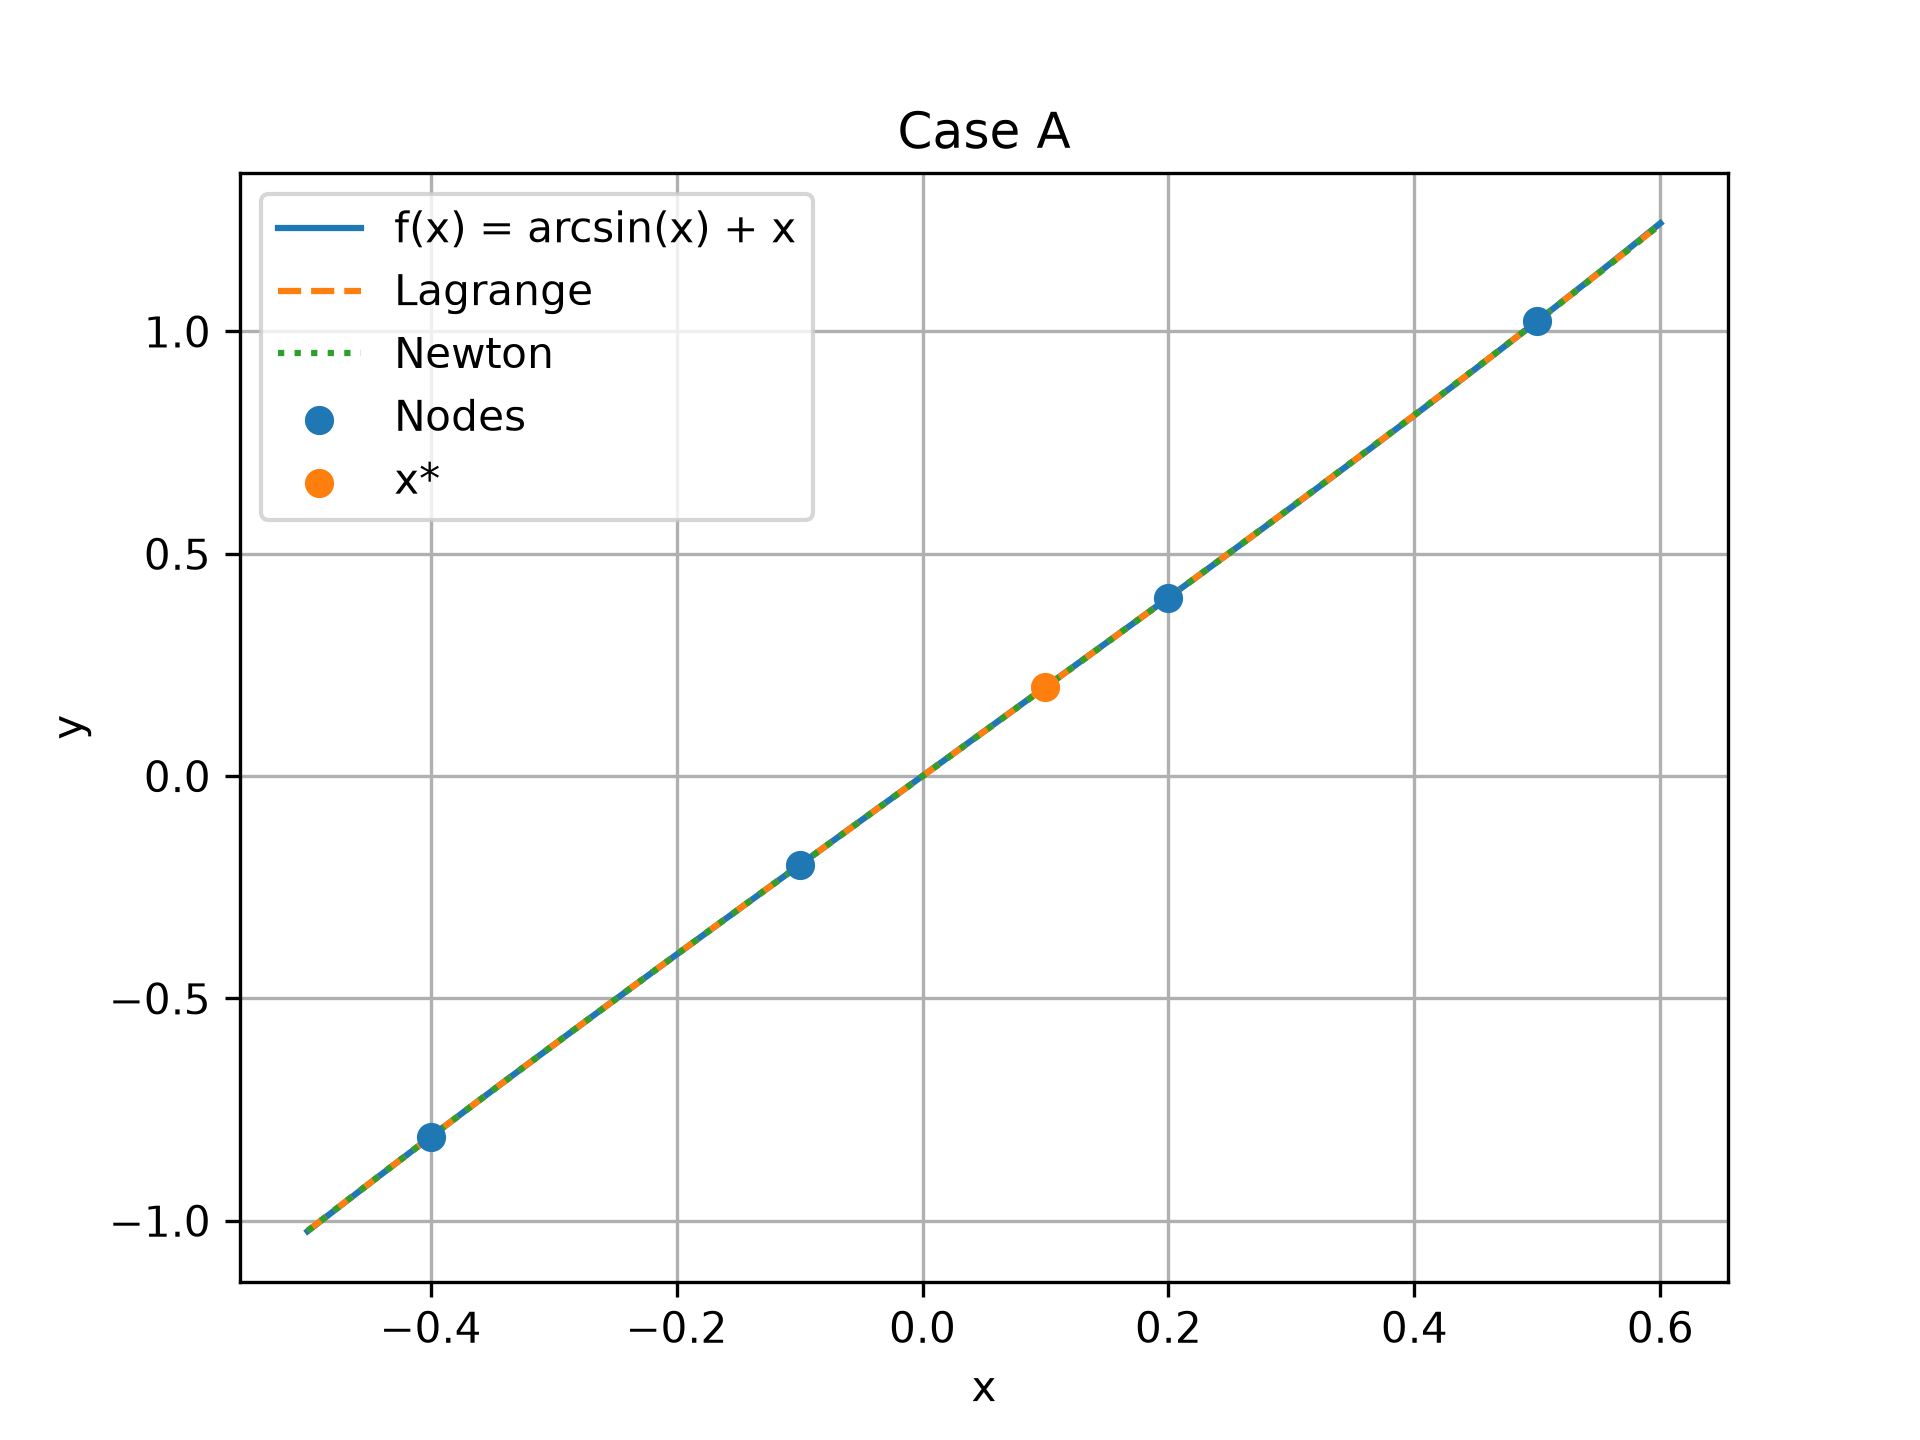 Case A
f(x) = arcsin(x) + x
Lagrange
Newton
Nodes
x*
1.0
0.5
0.0
−0.5
−1.0
y
−0.4 −0.2 0.0 0.2 0.4 0.6
x